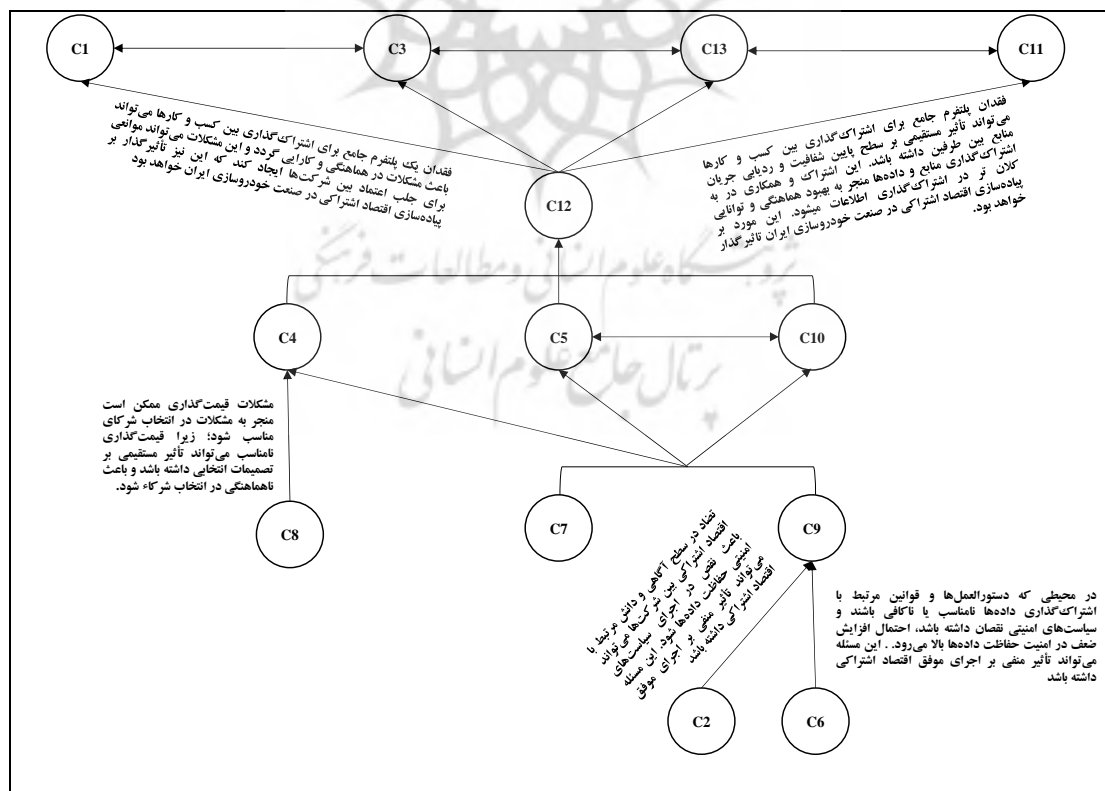 C1
C3
C13
C11
فقدان یک پلتفرم جامع برای اشتراک‌گذاری بین کسب و کارها می‌تواند
باعث مشکلات در هماهنگی و کارایی گردد و این مشکلات می‌تواند موانعی
برای جلب اعتماد بین شرکت‌ها ایجاد کند که این نیز تأثیرگذار بر
پیاده‌سازی اقتصاد اشتراکی در صنعت خودروسازی ایران خواهد بود
فقدان پلتفرم جامع برای اشتراک‌گذاری بین کسب و کارها
می‌تواند تأثیر مستقیمی بر سطح پایین شفافیت و ردیابی جریان
منابع بین طرفین داشته باشد. این اشتراک و همکاری در به
اشتراک‌گذاری منابع و داده‌ها منجر به بهبود هماهنگی و توانایی
کلان تر در اشتراک‌گذاری اطلاعات میشود. این مورد بر
پیاده‌سازی اقتصاد اشتراکی در صنعت خودروسازی ایران تاثیرگذار
خواهد بود.
C12
پژوهشگاه علوم انسانی و مطالعات فرهنگی
C4
C5
C10
پرتال جامع علوم انسانی
مشکلات قیمت‌گذاری ممکن است
منجر به مشکلات در انتخاب شرکای
مناسب شود؛ زیرا قیمت‌گذاری
نامناسب می‌تواند تأثیر مستقیمی بر
تصمیمات انتخابی داشته باشد و باعث
ناهماهنگی در انتخاب شرکاء شود.
C8
C7
C9
تضاد در سطح آگاهی و دانش مرتبط با
اقتصاد اشتراکی بین شرکت‌ها می‌تواند
باعث نقص در اجرای سیاست‌های
امنیتی حفاظت داده‌ها شود. این مسئله
می‌تواند تأثیر منفی بر اجرای موفق
اقتصاد اشتراکی داشته باشد
در محیطی که دستورالعمل‌ها و قوانین مرتبط با
اشتراک‌گذاری داده‌ها نامناسب یا ناکافی باشند و
سیاست‌های امنیتی نقصان داشته باشد، احتمال افزایش
ضعف در امنیت حفاظت داده‌ها بالا می‌رود. . این مسئله
می‌تواند تأثیر منفی بر اجرای موفق اقتصاد اشتراکی
داشته باشد
C2
C6